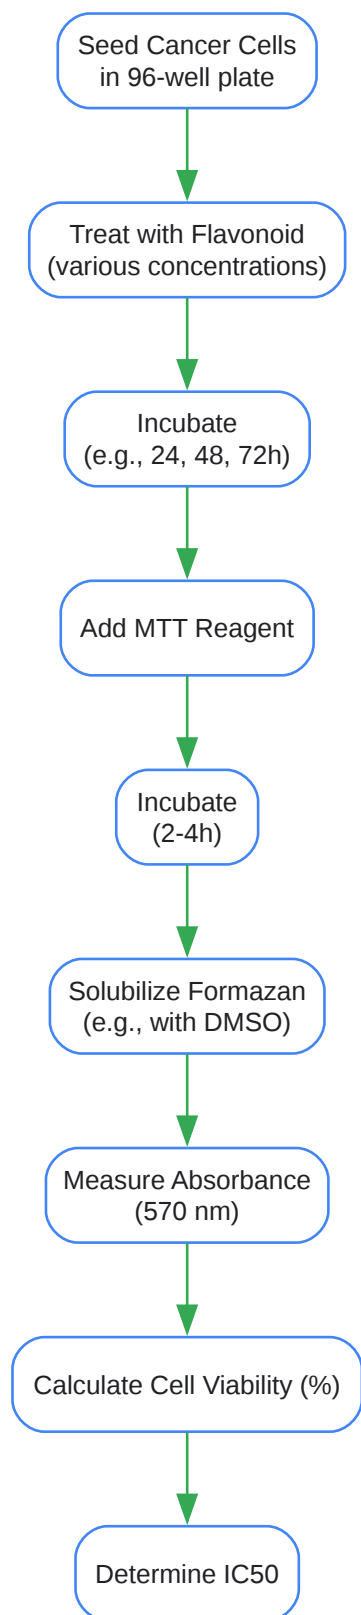 Seed Cancer Cells
in 96-well plate
Treat with Flavonoid
(various concentrations)
Incubate
(e.g., 24, 48, 72h)
Add MTT Reagent
Incubate
(2-4h)
Solubilize Formazan
(e.g., with DMSO)
Measure Absorbance
(570 nm)
Calculate Cell Viability (%)
Determine IC50